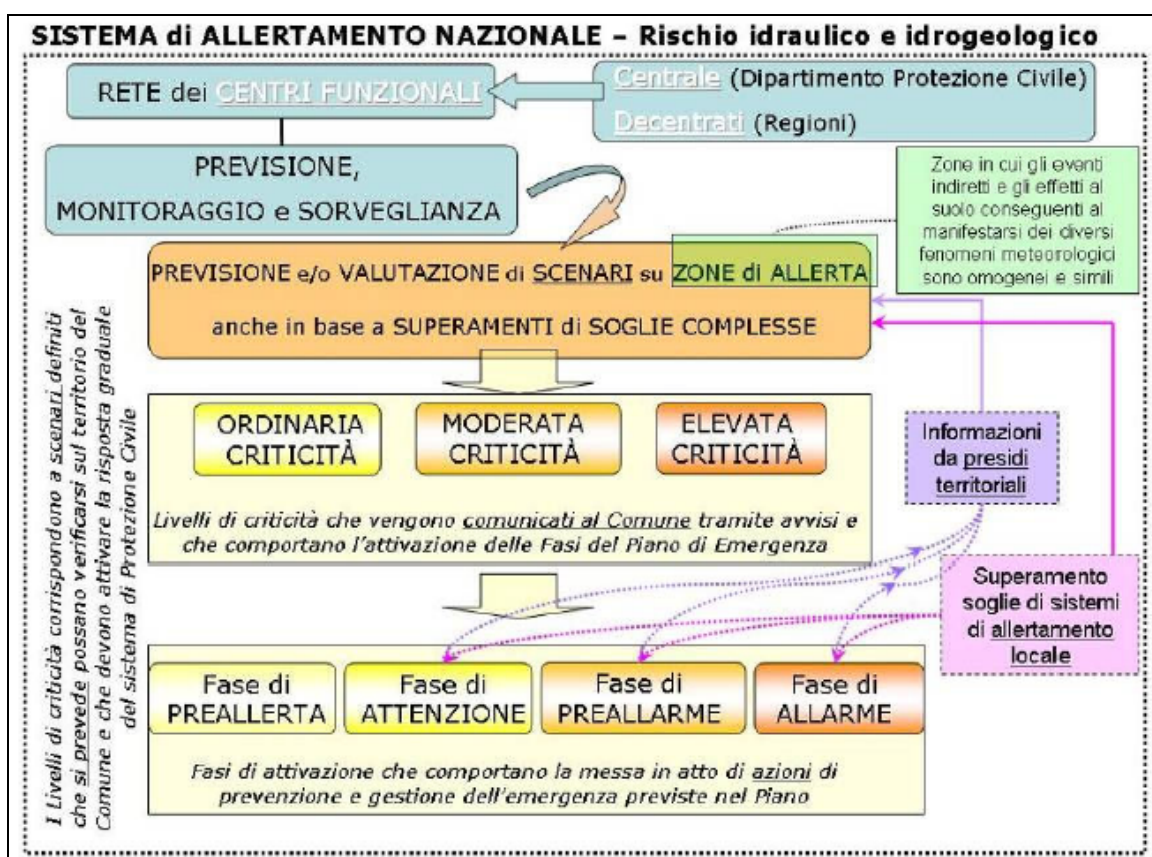 SISTEMA di ALLERTAMENTO NAZIONALE – Rischio idraulico e idrogeologico
RETE dei CENTRI FUNZIONALI
Centrale (Dipartimento Protezione Civile)
Decentrati (Regioni)
PREVISIONE,
MONITORAGGIO e SORVEGLIANZA
Zone in cui gli eventi
indiretti e gli effetti al
suolo conseguenti al
manifestarsi dei diversi
fenomeni meteorologici
sono omogenei e simili
PREVISIONE e/o VALUTAZIONE di SCENARI su ZONE di ALLERTA
anche in base a SUPERAMENTI di SOGLIE COMPLESSE
I Livelli di criticità corrispondono a scenari definiti
che si prevede possano verificarsi sul territorio del
Comune e che devono attivare la risposta graduale
del sistema di Protezione Civile
ORDINARIA
CRITICITÀ
MODERATA
CRITICITÀ
ELEVATA
CRITICITÀ
Livelli di criticità che vengono comunicati al Comune tramite avvisi e
che comportano l'attivazione delle Fasi del Piano di Emergenza
Informazioni
da presidi
territoriali
Superamento
soglie di sistemi
di allertamento
locale
Fase di
PREALLERTA
Fase di
ATTENZIONE
Fase di
PREALLARME
Fase di
ALLARME
Fasi di attivazione che comportano la messa in atto di azioni di
prevenzione e gestione dell'emergenza previste nel Piano